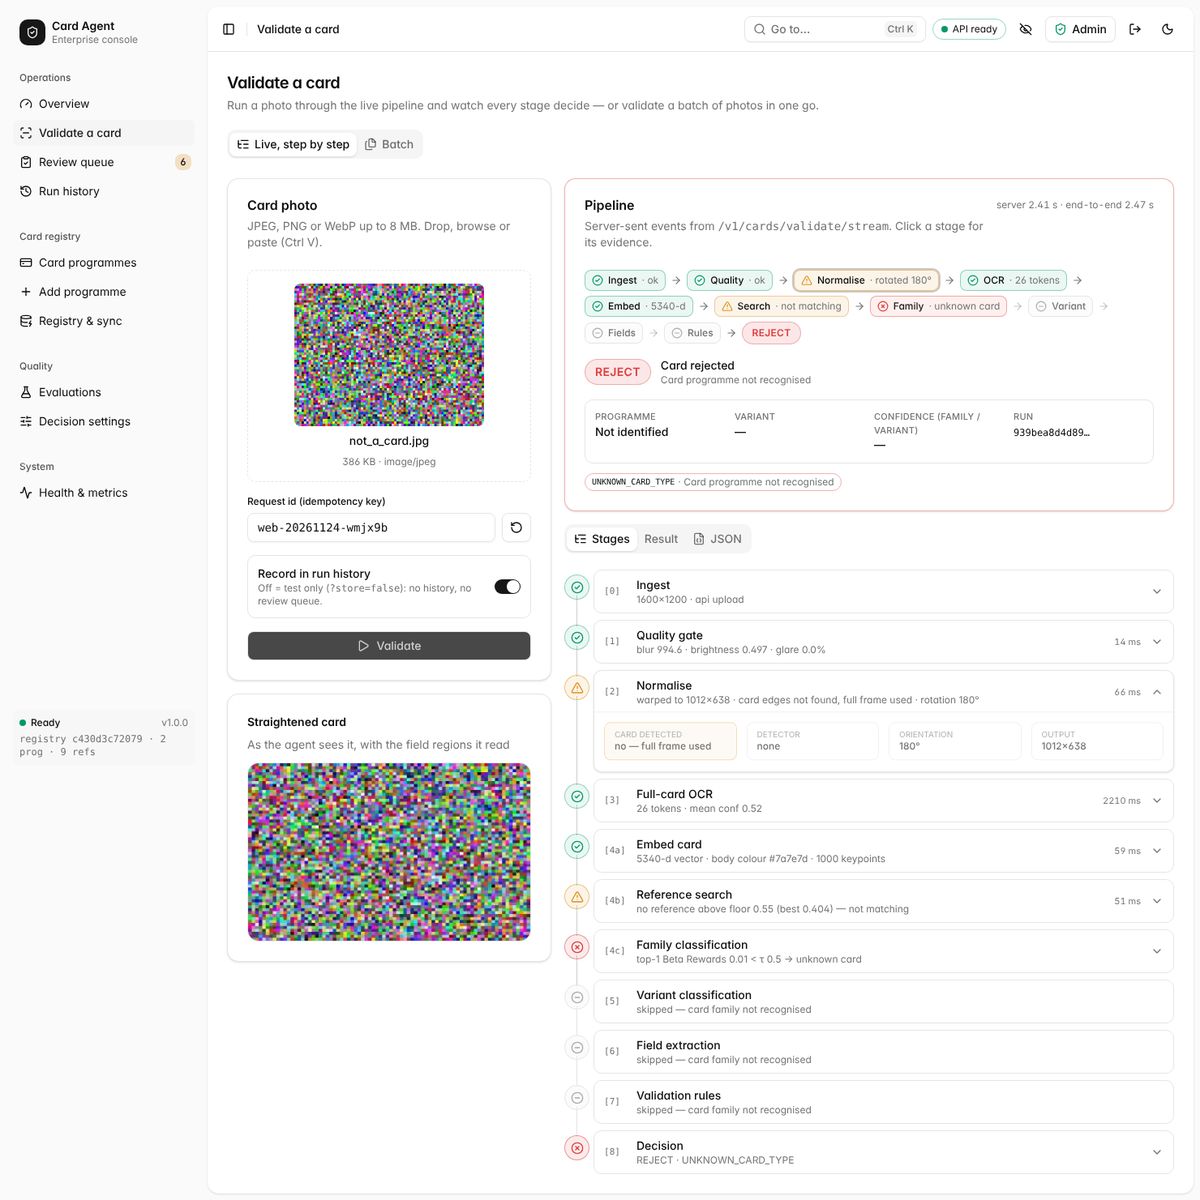 Card Agent
Enterprise console
Operations
Overview
Validate a card
Review queue 6
Run history
Card registry
Card programmes
Add programme
Registry & sync
Quality
Evaluations
Decision settings
System
Health & metrics
Ready v1.0.0
registry c430d3c72079 · 2
prog · 9 refs
Validate a card
Go to... Ctrl K
API ready
Admin
Validate a card
Run a photo through the live pipeline and watch every stage decide — or validate a batch of photos in one go.
Live, step by step
Batch
Card photo
JPEG, PNG or WebP up to 8 MB. Drop, browse or
paste (Ctrl V).
not_a_card.jpg
386 KB · image/jpeg
Request id (idempotency key)
web-20261124-wmjx9b
Record in run history
Off = test only (?store=false): no history, no
review queue.
Validate
Straightened card
As the agent sees it, with the field regions it read
Pipeline
server 2.41 s · end-to-end 2.47 s
Server-sent events from /v1/cards/validate/stream. Click a stage for
its evidence.
Ingest · ok → Quality · ok → Normalise · rotated 180° → OCR · 26 tokens →
Embed · 5340-d → Search · not matching → Family · unknown card → Variant →
Fields → Rules → REJECT
REJECT
Card rejected
Card programme not recognised
PROGRAMME
Not identified
VARIANT
—
CONFIDENCE (FAMILY /
VARIANT)
—
RUN
939bea8d4d89…
UNKNOWN_CARD_TYPE · Card programme not recognised
Stages
Result
JSON
[0] Ingest
1600×1200 · api upload
[1] Quality gate
blur 994.6 · brightness 0.497 · glare 0.0%
14 ms
[2] Normalise
warped to 1012×638 · card edges not found, full frame used · rotation 180°
66 ms
CARD DETECTED
no — full frame used
DETECTOR
none
ORIENTATION
180°
OUTPUT
1012×638
[3] Full-card OCR
26 tokens · mean conf 0.52
2210 ms
[4a] Embed card
5340-d vector · body colour #7a7e7d · 1000 keypoints
59 ms
[4b] Reference search
no reference above floor 0.55 (best 0.404) — not matching
51 ms
[4c] Family classification
top-1 Beta Rewards 0.01 < τ 0.5 → unknown card
[5] Variant classification
skipped — card family not recognised
[6] Field extraction
skipped — card family not recognised
[7] Validation rules
skipped — card family not recognised
[8] Decision
REJECT · UNKNOWN_CARD_TYPE